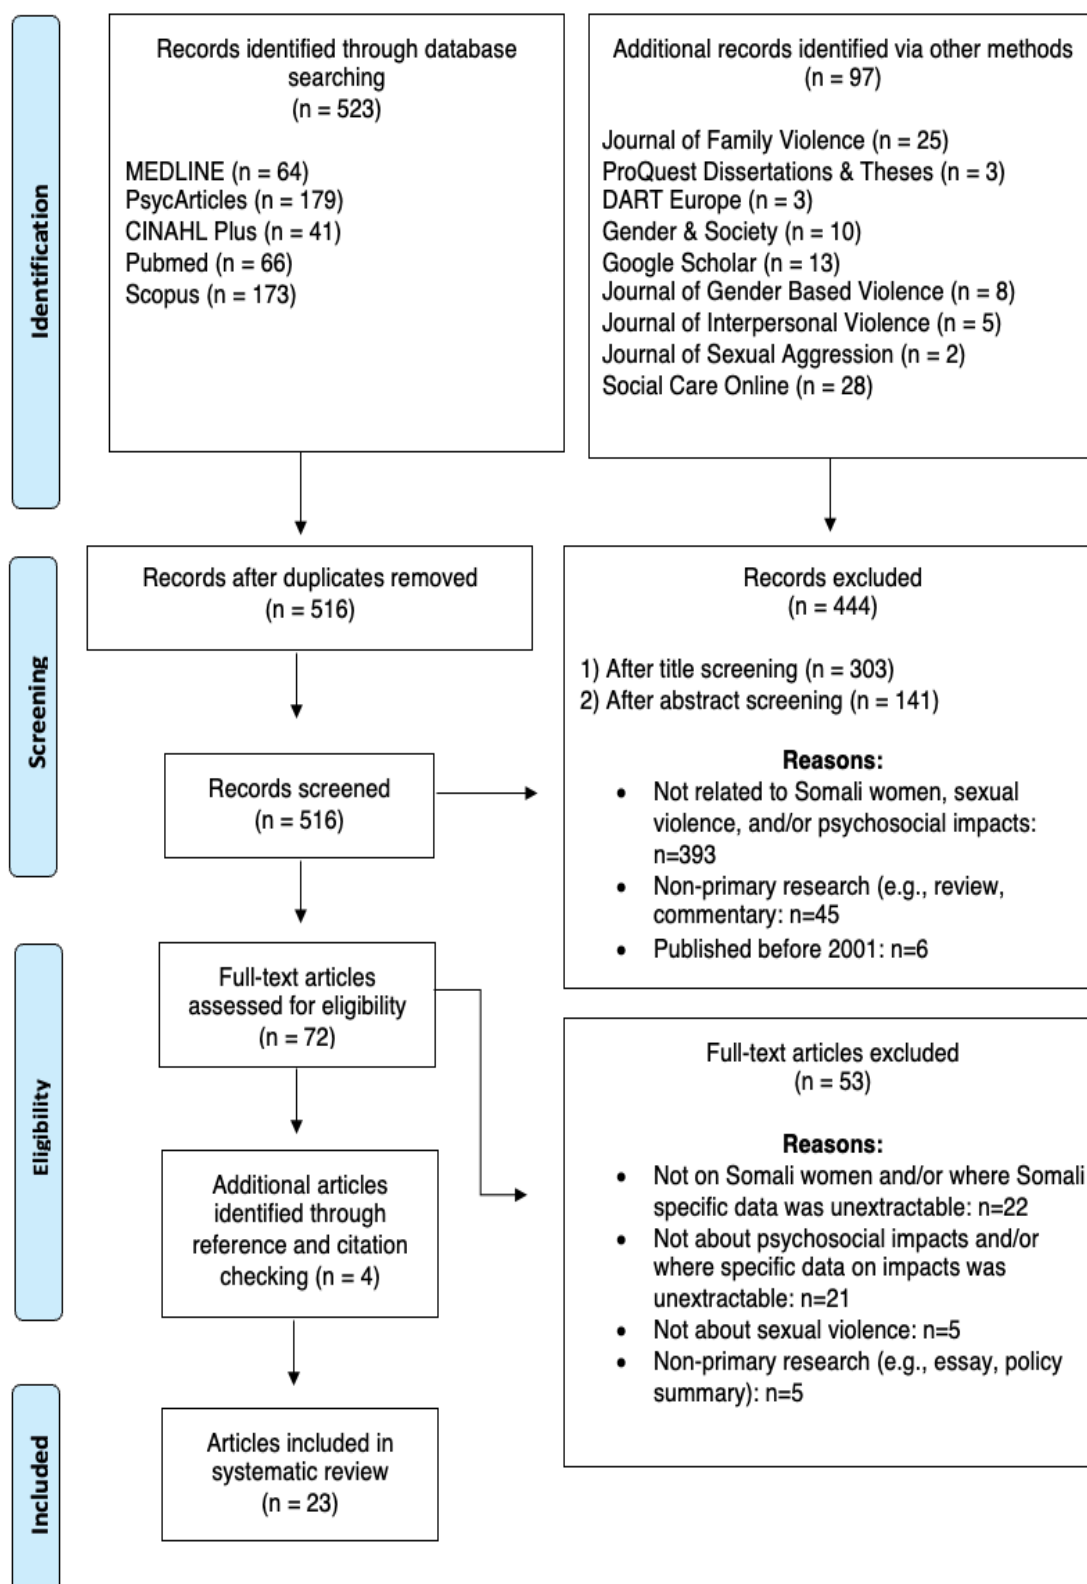 Identification
Records identified through database
searching
(n = 523)
MEDLINE (n = 64)
PsycArticles (n = 179)
CINAHL Plus (n = 41)
Pubmed (n = 66)
Scopus (n = 173)
Additional records identified via other methods
(n = 97)
Journal of Family Violence (n = 25)
ProQuest Dissertations & Theses (n = 3)
DART Europe (n = 3)
Gender & Society (n = 10)
Google Scholar (n = 13)
Journal of Gender Based Violence (n = 8)
Journal of Interpersonal Violence (n = 5)
Journal of Sexual Aggression (n = 2)
Social Care Online (n = 28)
Screening
Records after duplicates removed
(n = 516)
Records screened
(n = 516)
Records excluded
(n = 444)
1) After title screening (n = 303)
2) After abstract screening (n = 141)
Reasons:
• Not related to Somali women, sexual
violence, and/or psychosocial impacts:
n=393
• Non-primary research (e.g., review,
commentary: n=45
• Published before 2001: n=6
Eligibility
Full-text articles
assessed for eligibility
(n = 72)
Additional articles
identified through
reference and citation
checking (n = 4)
Full-text articles excluded
(n = 53)
Reasons:
• Not on Somali women and/or where Somali
specific data was unextractable: n=22
• Not about psychosocial impacts and/or
where specific data on impacts was
unextractable: n=21
• Not about sexual violence: n=5
• Non-primary research (e.g., essay, policy
summary): n=5
Included
Articles included in
systematic review
(n = 23)